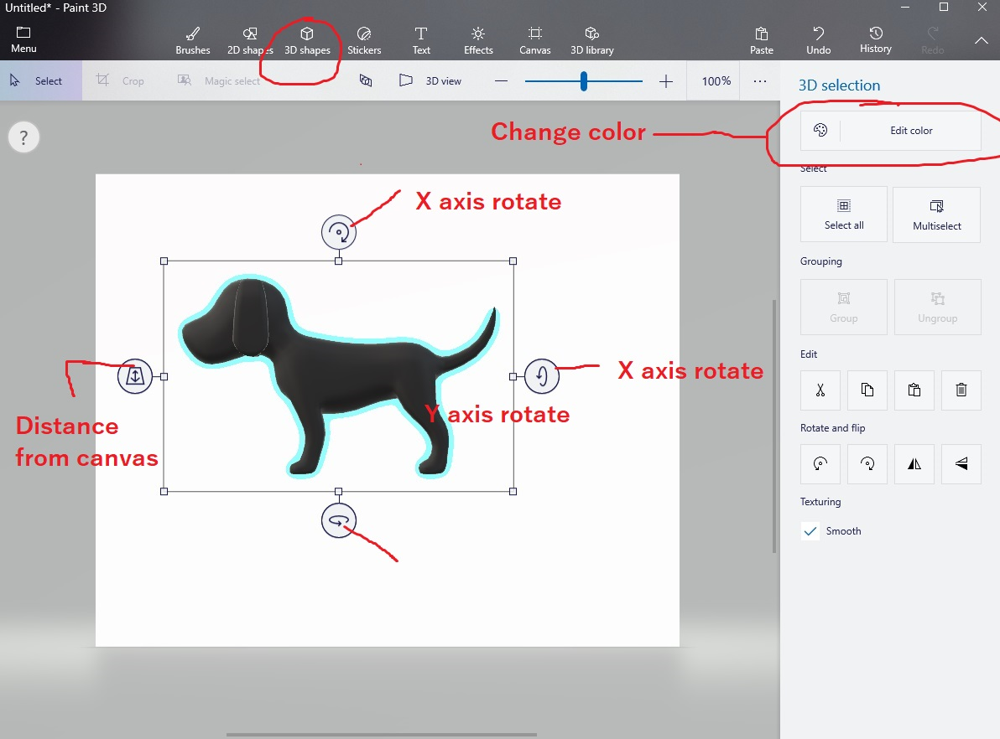 Untitled* - Paint 3D
Menu
Brushes
2D shapes
3D shapes
Stickers
Text
Effects
Canvas
3D library
Paste
Undo
History
Redo
Select
Crop
Magic select
3D view
100%
...
?
3D selection
Change color
Edit color
Select
X axis rotate
Select all
Multiselect
Grouping
Group
Ungroup
Edit
X axis rotate
Y axis rotate
Distance
from canvas
Rotate and flip
Texturing
Smooth